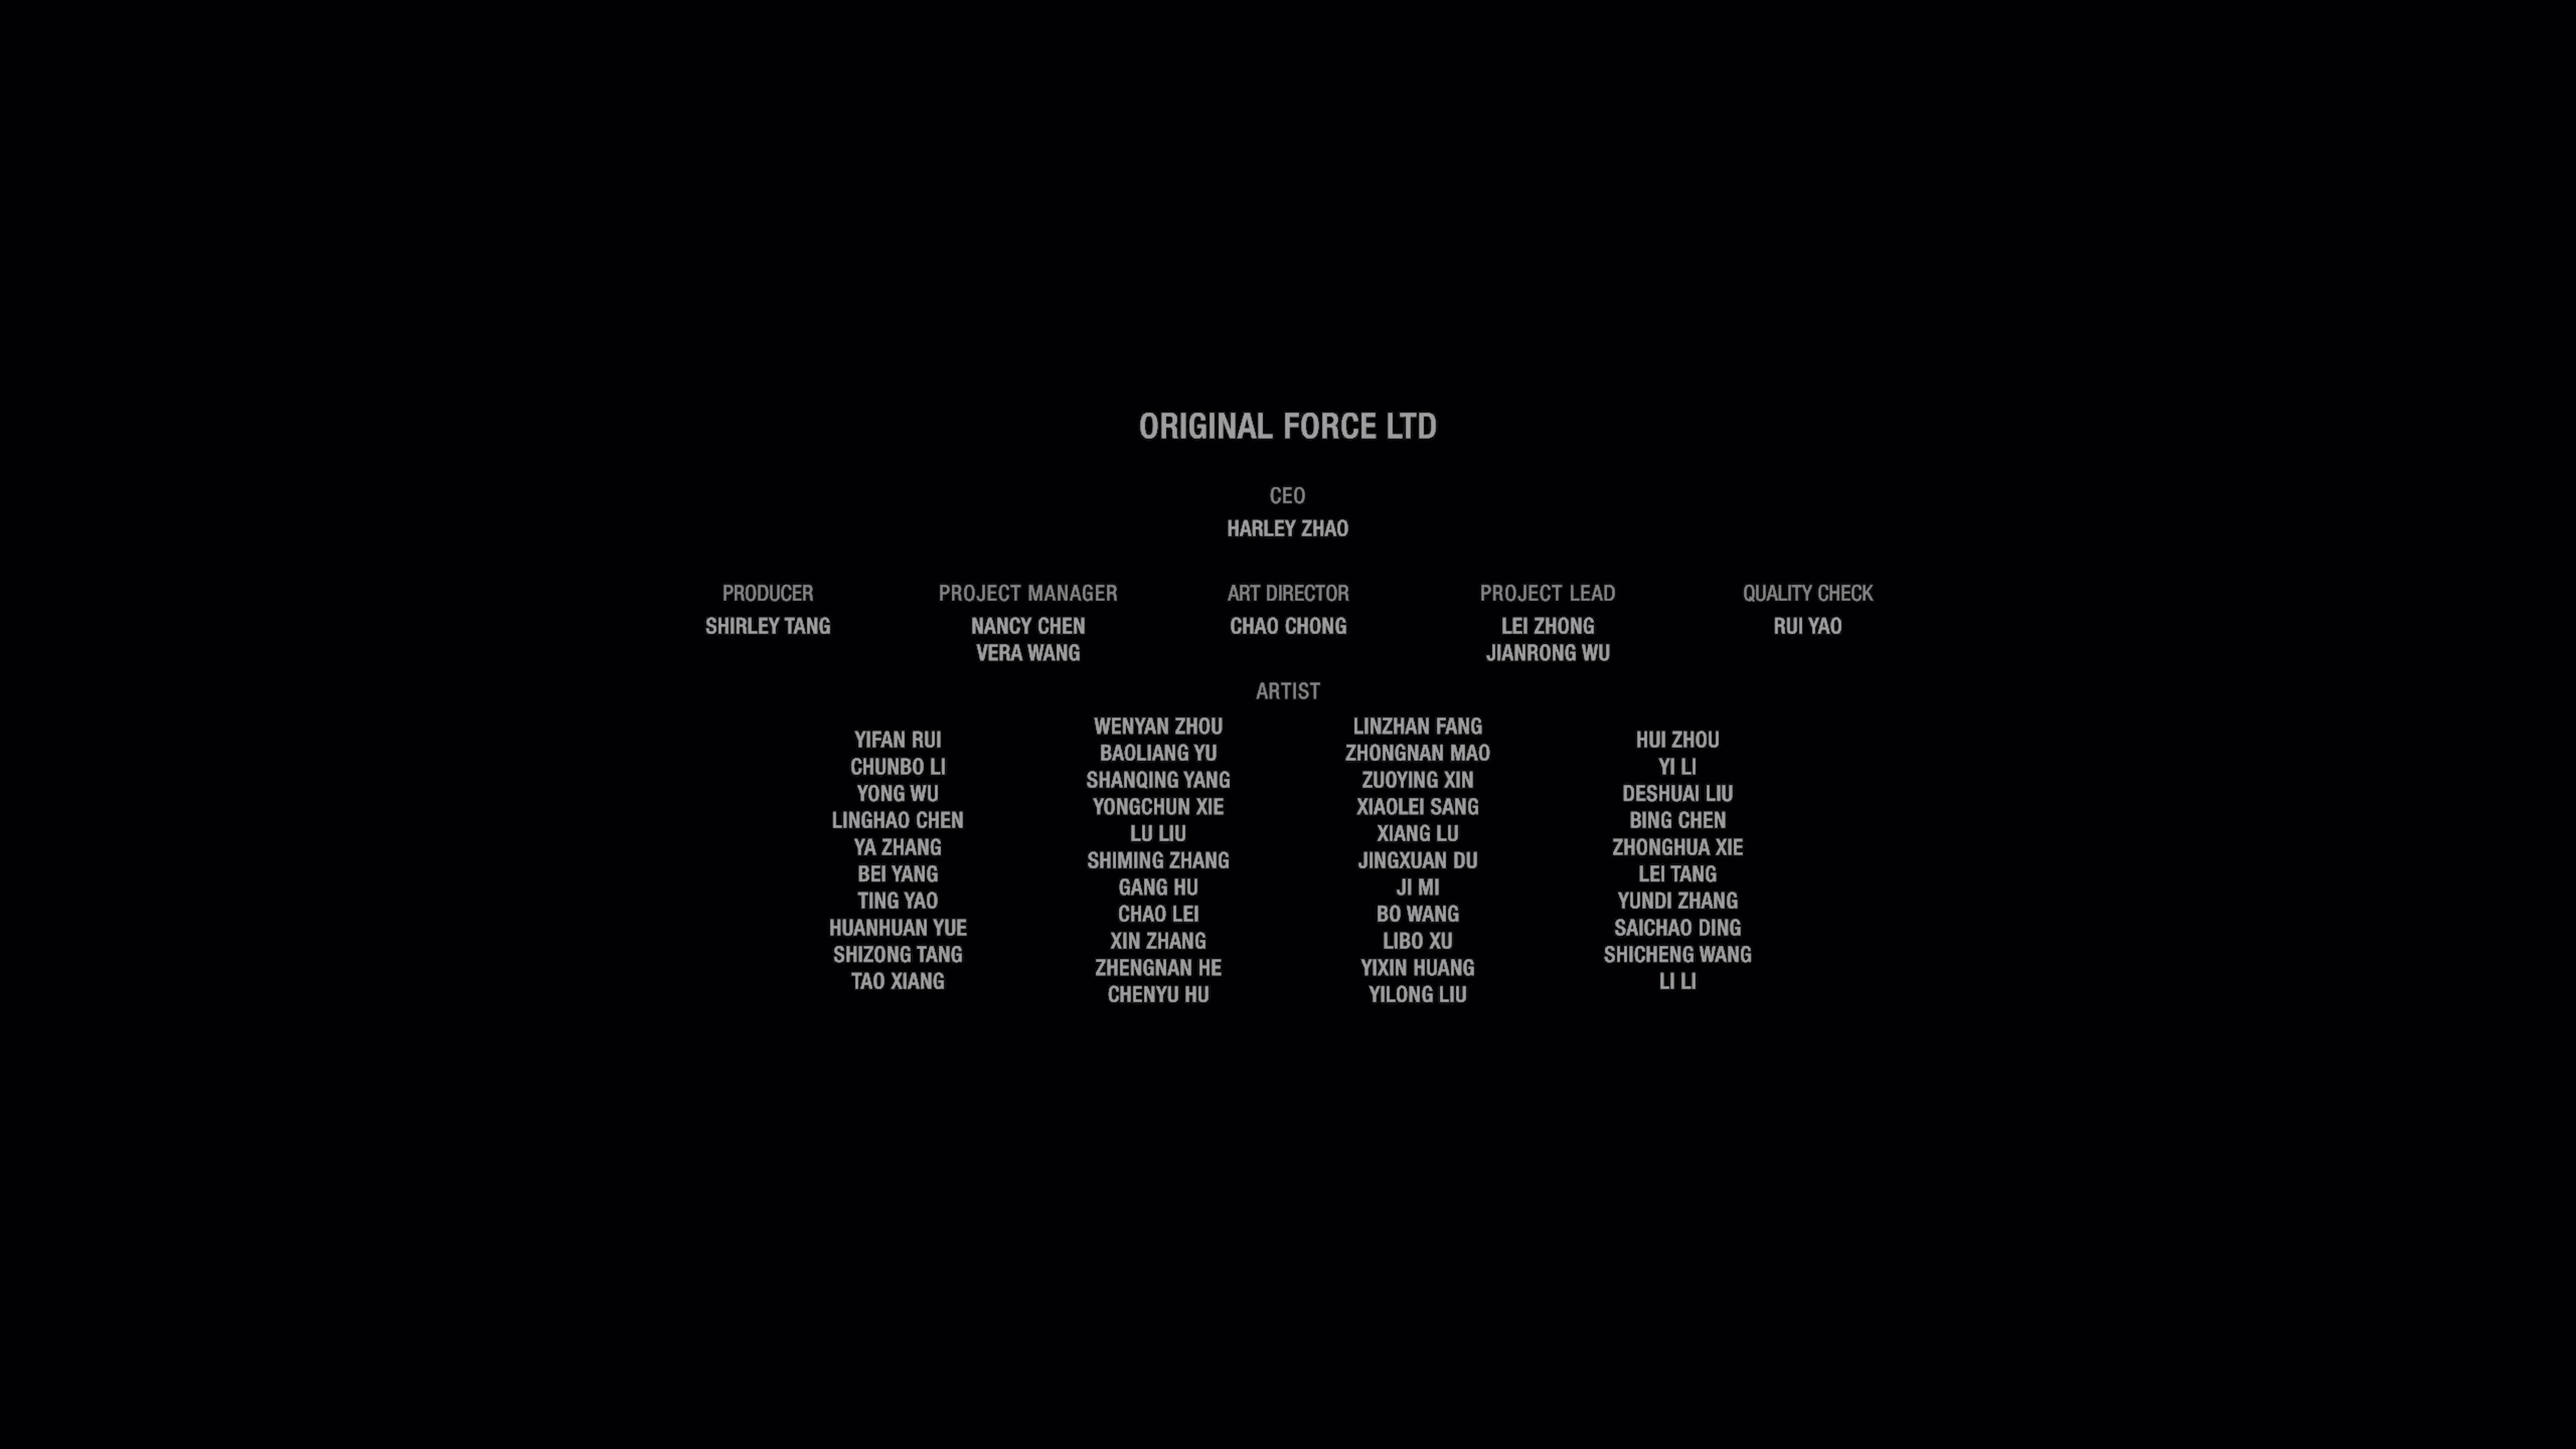 ORIGINAL FORCE LTD
CEO
HARLEY ZHAO
PRODUCER
SHIRLEY TANG
PROJECT MANAGER
NANCY CHEN
VERA WANG
ART DIRECTOR
CHAO CHONG
PROJECT LEAD
LEI ZHONG
JIANRONG WU
QUALITY CHECK
RUI YAO
ARTIST
YIFAN RUI
CHUNBO LI
YONG WU
LINGHAO CHEN
YA ZHANG
BEI YANG
TING YAO
HUANHUAN YUE
SHIZONG TANG
TAO XIANG
WENYAN ZHOU
BAOLIANG YU
SHANQING YANG
YONGCHUN XIE
LU LIU
SHIMING ZHANG
GANG HU
CHAO LEI
XIN ZHANG
ZHENGNAN HE
CHENYU HU
LINZHAN FANG
ZHONGNAN MAO
ZUOYING XIN
XIAOLEI SANG
XIANG LU
JINGXUAN DU
JI MI
BO WANG
LIBO XU
YIXIN HUANG
YILONG LIU
HUI ZHOU
YI LI
DESHUAI LIU
BING CHEN
ZHONGHUA XIE
LEI TANG
YUNDI ZHANG
SAICHAO DING
SHICHENG WANG
LI LI